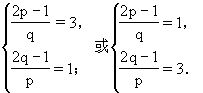 { (2p-1)/q = 3, 或 { (2p-1)/q = 1,
(2q-1)/p = 1; (2q-1)/p = 3.